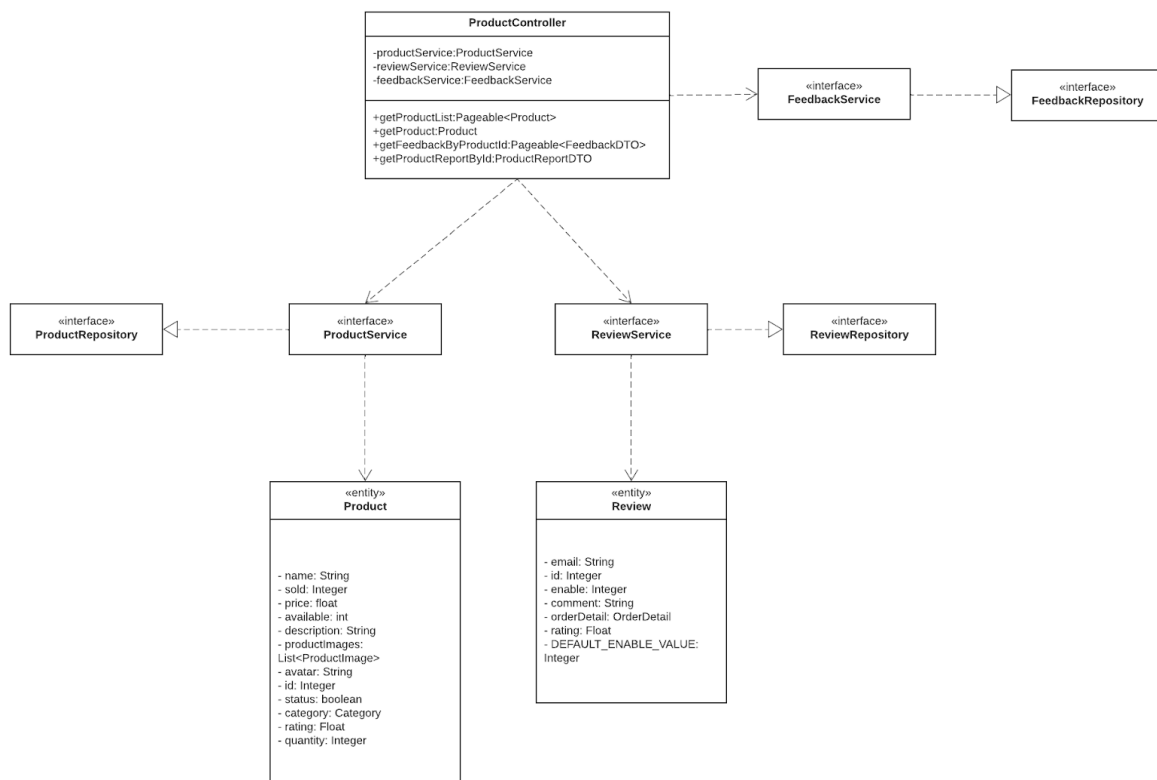 ProductController
-productService:ProductService
-reviewService:ReviewService
-feedbackService:FeedbackService
+getProductList:Pageable<Product>
+getProduct:Product
+getFeedbackByProductId:Pageable<FeedbackDTO>
+getProductReportById:ProductReportDTO
«interface»
FeedbackService
«interface»
FeedbackRepository
«interface»
ProductRepository
«interface»
ProductService
«interface»
ReviewService
«interface»
ReviewRepository
«entity»
Product
- name: String
- sold: Integer
- price: float
- available: int
- description: String
- productImages:
List<ProductImage>
- avatar: String
- id: Integer
- status: boolean
- category: Category
- rating: Float
- quantity: Integer
«entity»
Review
- email: String
- id: Integer
- enable: Integer
- comment: String
- orderDetail: OrderDetail
- rating: Float
- DEFAULT_ENABLE_VALUE:
Integer